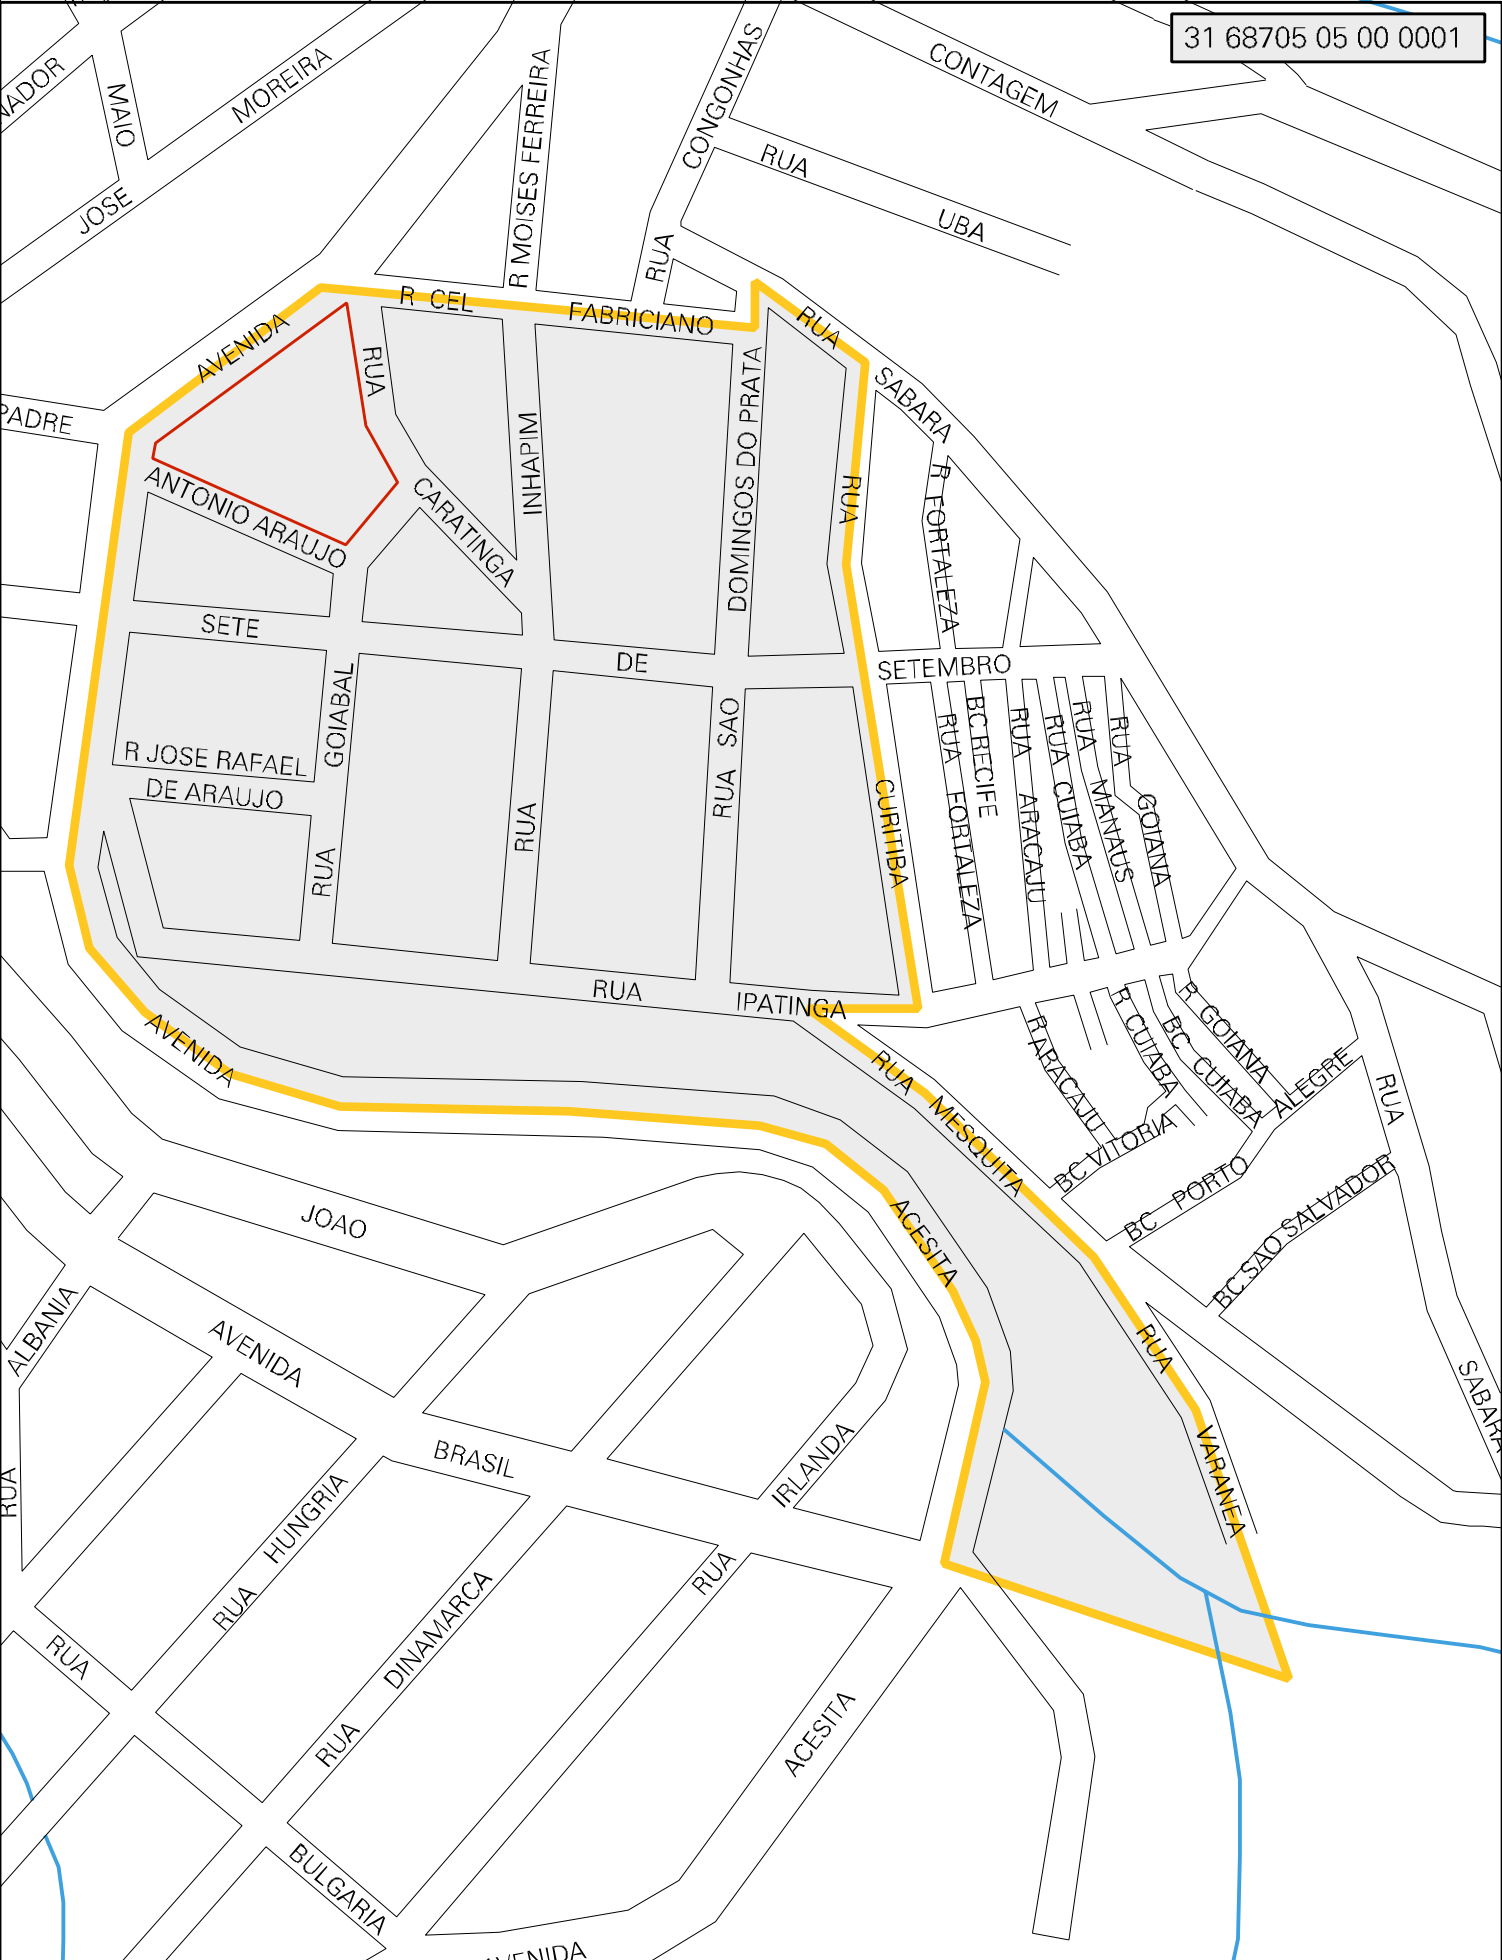 31 68705 05 00 0001
MAIO
JOSE
MOREIRA
R MOISES FERREIRA
CONGONHAS
RUA
CONTAGEM
RUA
UBA
AVENIDA
R CEL
FABRICIANO
RUA
SABARA
PADRE
RUA
CARATINGA
ANTONIO ARAUJO
INHAPIM
DOMINGOS DO PRATA
RUA
R FORTALEZA
SETE
DE
SETEMBRO
GOIABAL
RUA SAO
R JOSE RAFAEL
DE ARAUJO
RUA
RUA
CURITIBA
RUA FORTALEZA
BC RECIFE
RUA ARACAJU
RUA CUIABA
RUA MANAUS
RUA GOIANA
RUA
IPATINGA
AVENIDA
RUA
MESQUITA
R ARACAJU
R CUIABA
BC CUIABA
R GOIANA
BC VITORIA
BC PORTO
ALEGRE
RUA
BC SAO SALVADOR
SABARA
ACESITA
JOAO
ALBANIA
RUA
AVENIDA
BRASIL
IRLANDA
RUA
VARANEA
RUA HUNGRIA
RUA
RUA DINAMARCA
RUA
ACESITA
BULGARIA
AVENIDA